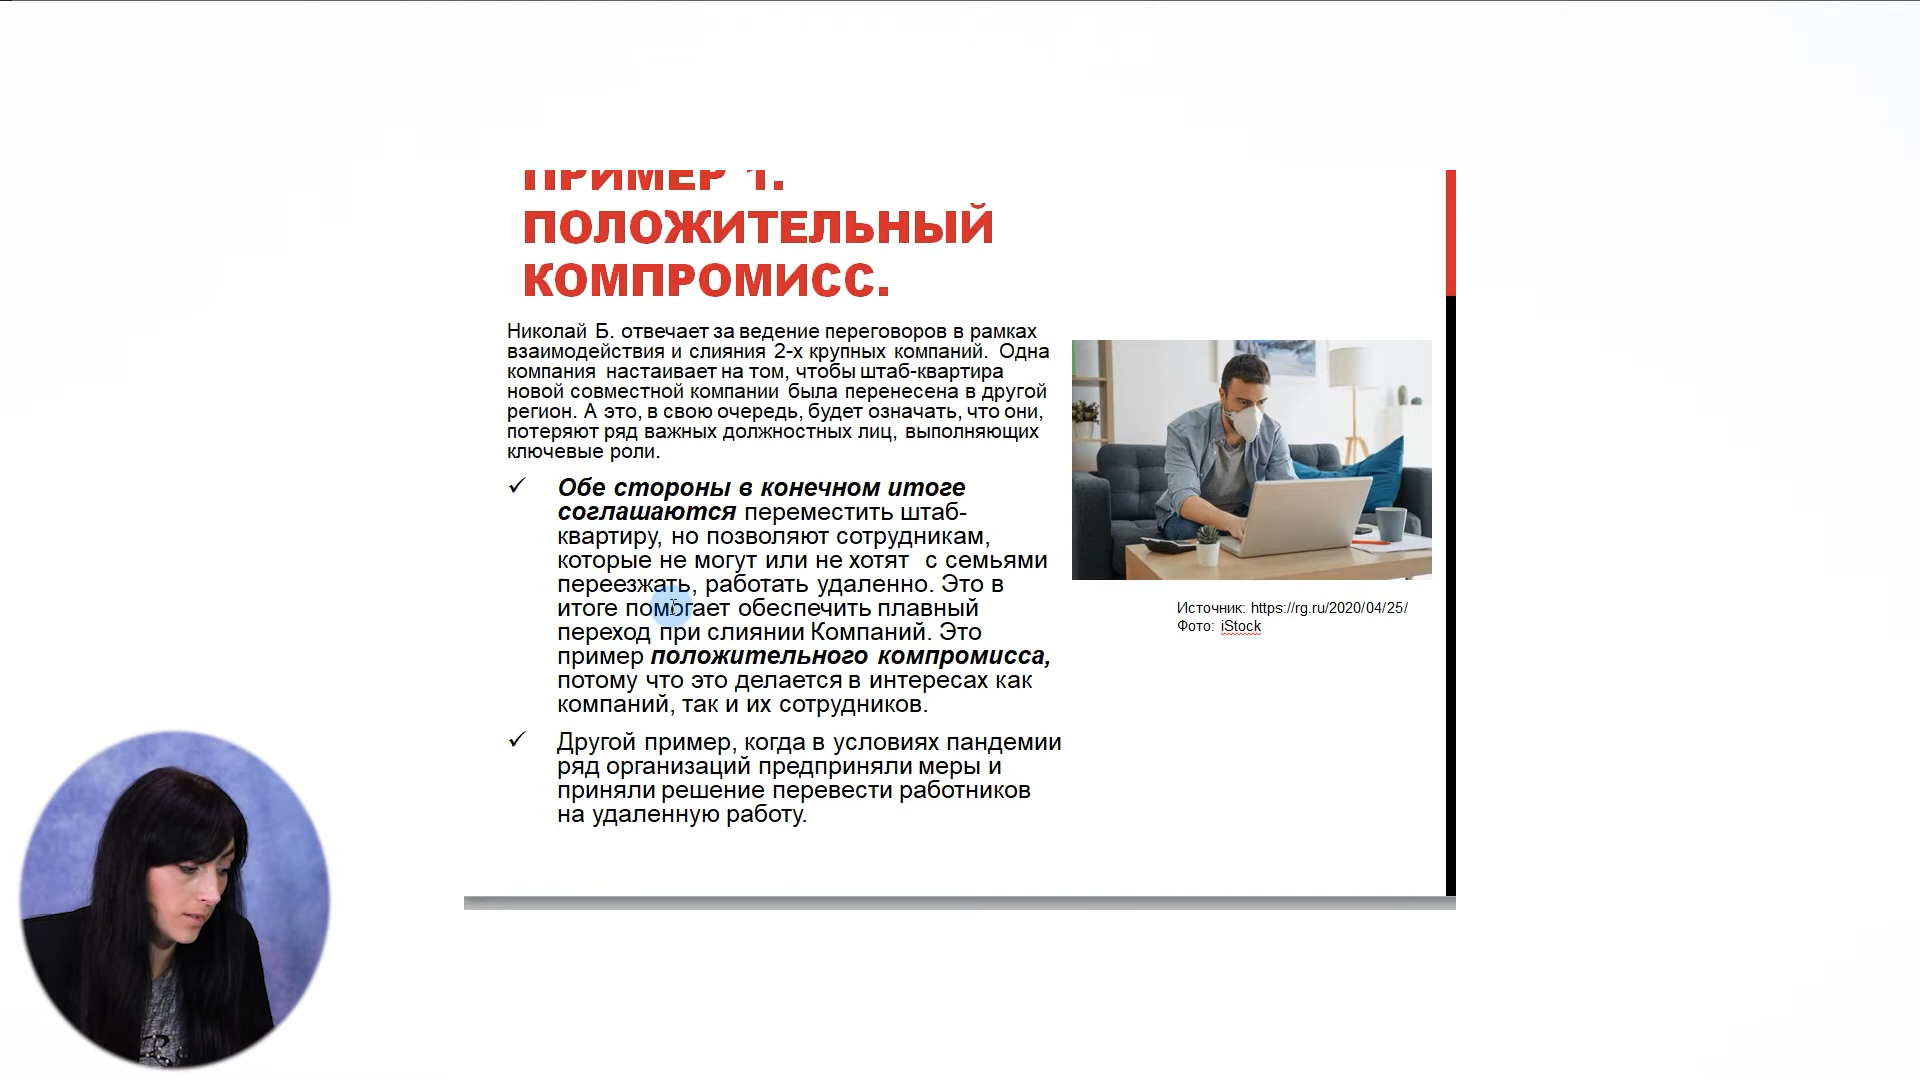 ПРИМЕР 1.
ПОЛОЖИТЕЛЬНЫЙ
КОМПРОМИСС.
Николай Б. отвечает за ведение переговоров в рамках
взаимодействия и слияния 2-х крупных компаний. Одна
компания настаивает на том, чтобы штаб-квартира
новой совместной компании была перенесена в другой
регион. А это, в свою очередь, будет означать, что они,
потеряют ряд важных должностных лиц, выполняющих
ключевые роли.
✓ Обе стороны в конечном итоге
соглашаются переместить штаб-
квартиру, но позволяют сотрудникам,
которые не могут или не хотят с семьями
переезжать, работать удаленно. Это в
итоге помогает обеспечить плавный
переход при слиянии Компаний. Это
пример положительного компромисса,
потому что это делается в интересах как
компаний, так и их сотрудников.
✓ Другой пример, когда в условиях пандемии
ряд организаций предприняли меры и
приняли решение перевести работников
на удаленную работу.
Источник: https://rg.ru/2020/04/25/
Фото: iStock